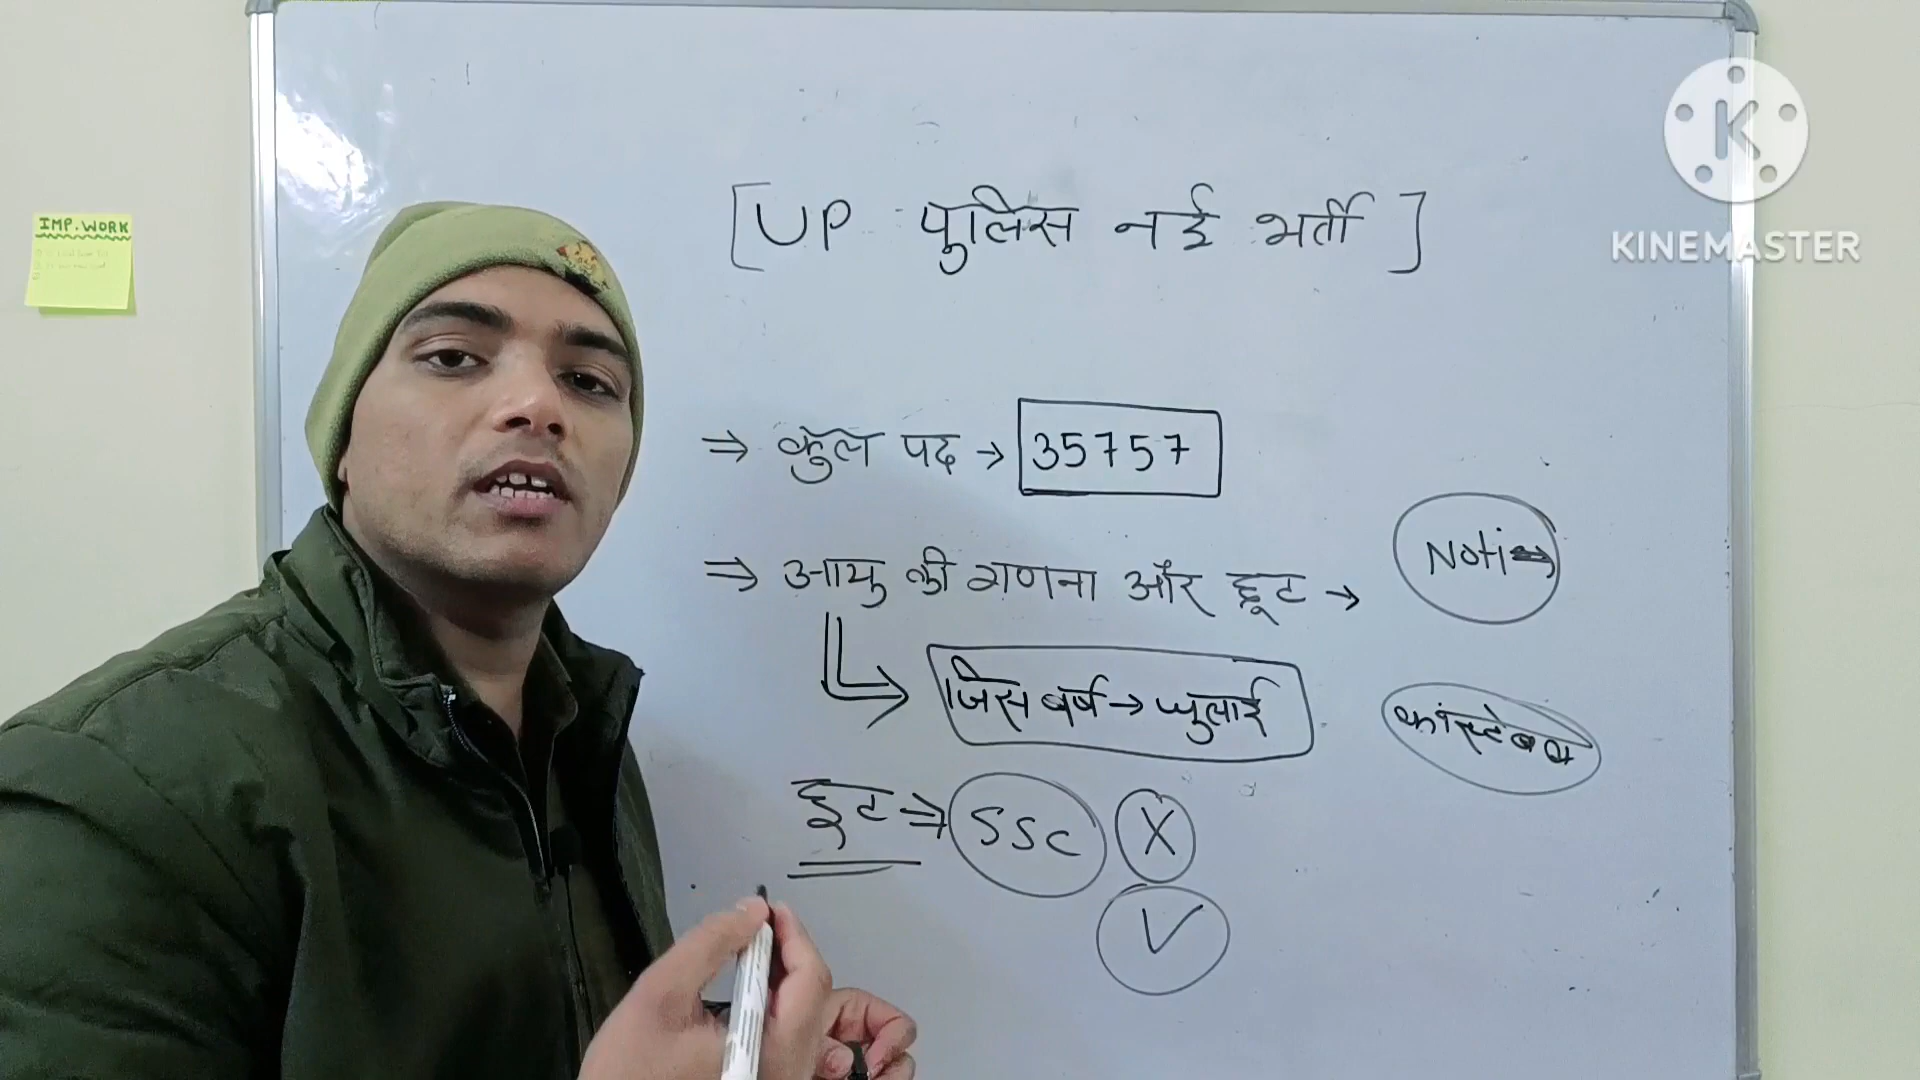 IMP. WORK
KINEMASTER
[UP पुलिस नई भर्ती]
⇒ कुल पद → 35757
⇒ आयु की गणना और छूट → Noti
जिस वर्ष → जुलाई
कांस्टेबल
छूट ⇒ SSC X
✓